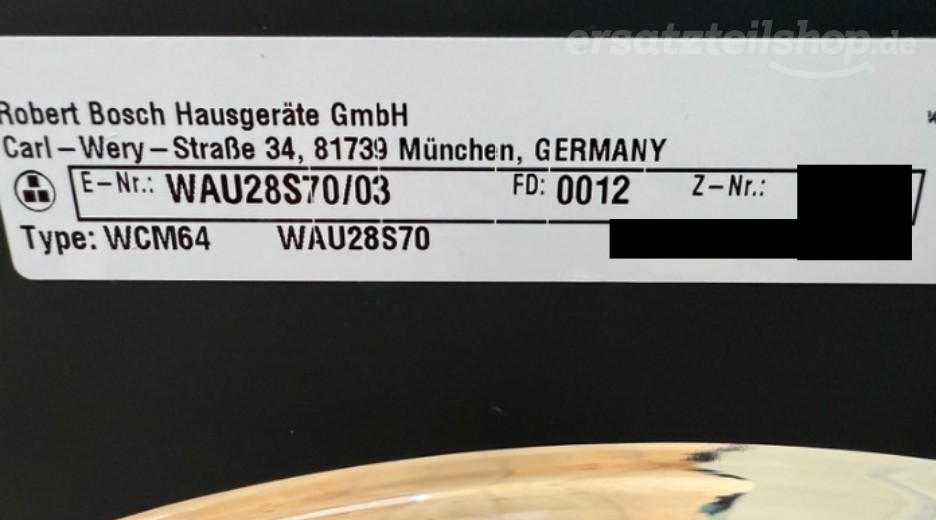 ersatzteilshop.de
Robert Bosch Hausgeräte GmbH
Carl-Wery-Straße 34, 81739 München, GERMANY
E-Nr.: WAU28S70/03 FD: 0012 Z-Nr.:
Type: WCM64 WAU28S70